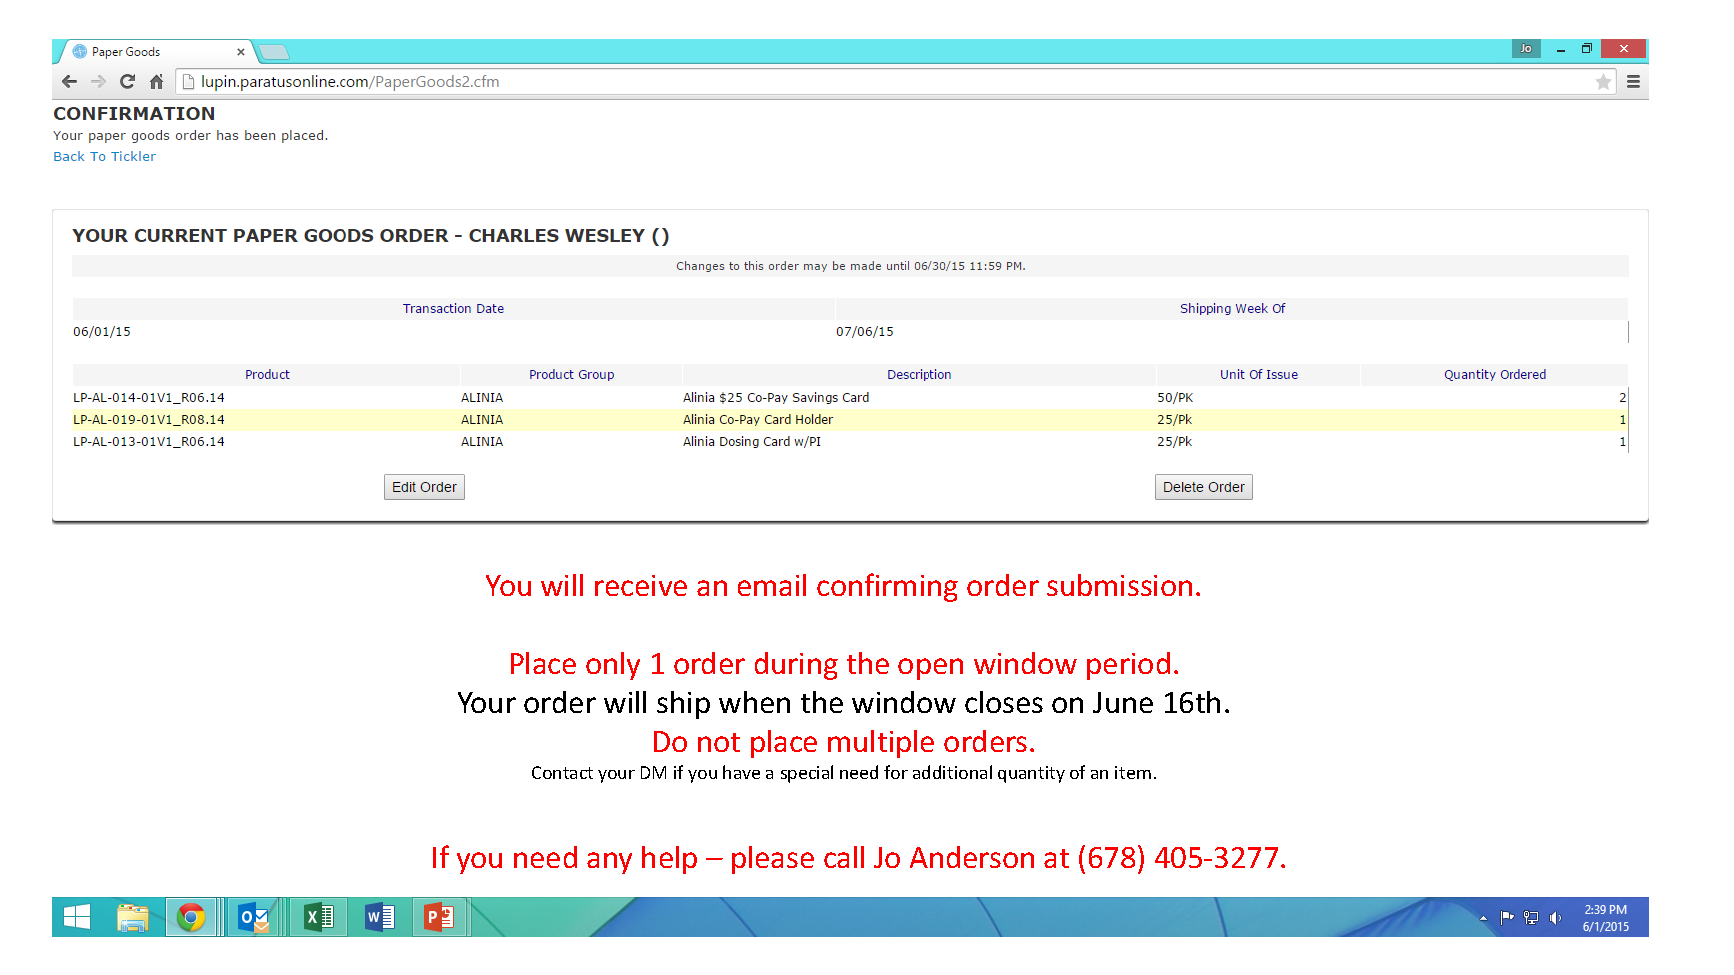 Paper Goods
Jo
lupin.paratusonline.com/PaperGoods2.cfm
CONFIRMATION
Your paper goods order has been placed.
Back To Tickler
YOUR CURRENT PAPER GOODS ORDER - CHARLES WESLEY ()
Changes to this order may be made until 06/30/15 11:59 PM.
Transaction Date Shipping Week Of
06/01/15 07/06/15
Product Product Group Description Unit Of Issue Quantity Ordered
LP-AL-014-01V1_R06.14 ALINIA Alinia $25 Co-Pay Savings Card 50/PK 2
LP-AL-019-01V1_R08.14 ALINIA Alinia Co-Pay Card Holder 25/Pk 1
LP-AL-013-01V1_R06.14 ALINIA Alinia Dosing Card w/PI 25/Pk 1
Edit Order Delete Order
You will receive an email confirming order submission.
Place only 1 order during the open window period.
Your order will ship when the window closes on June 16th.
Do not place multiple orders.
Contact your DM if you have a special need for additional quantity of an item.
If you need any help – please call Jo Anderson at (678) 405-3277.
2:39 PM
6/1/2015